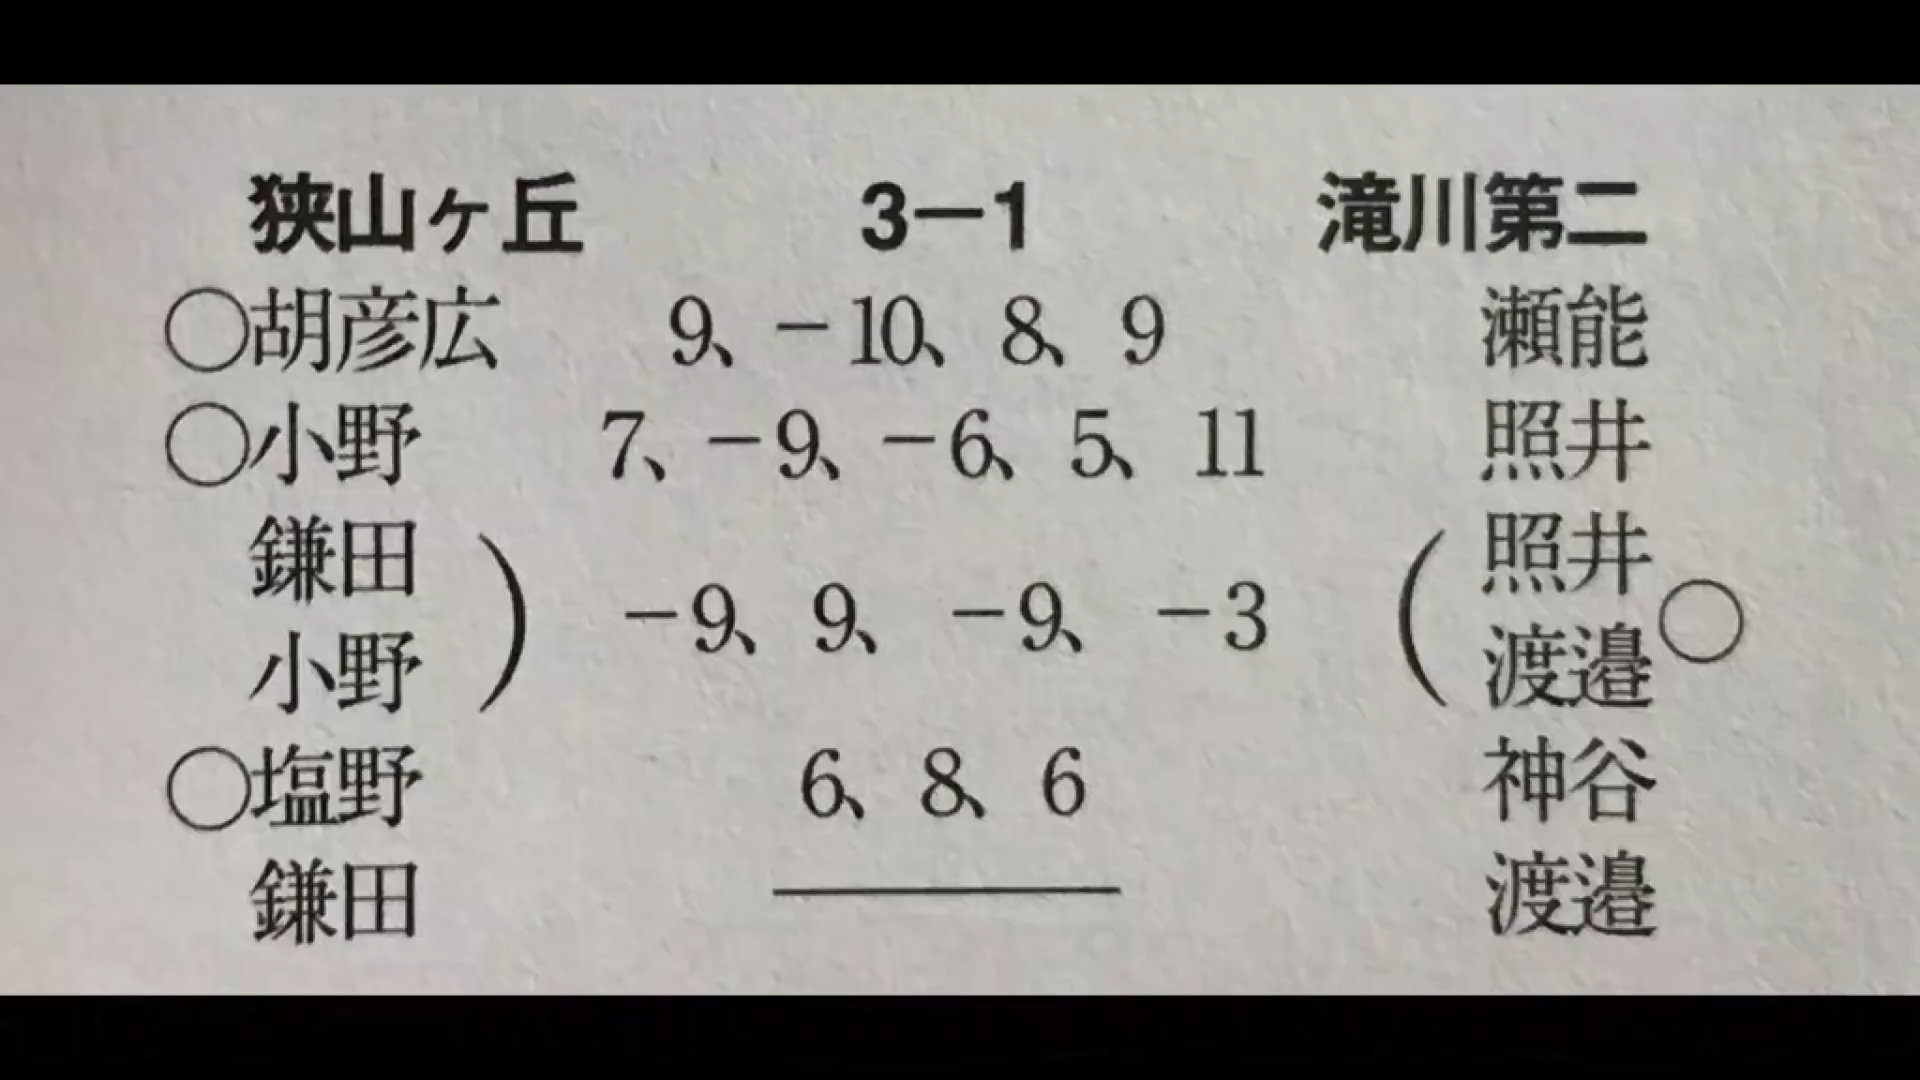 狭山ヶ丘 3－1 滝川第二
○胡彦広 9、－10、8、9 瀬能
○小野 7、－9、－6、5、11 照井
鎌田
小野 ) －9、9、－9、－3 ( 照井
渡邉○
○塩野 6、8、6 神谷
鎌田 ——— 渡邉